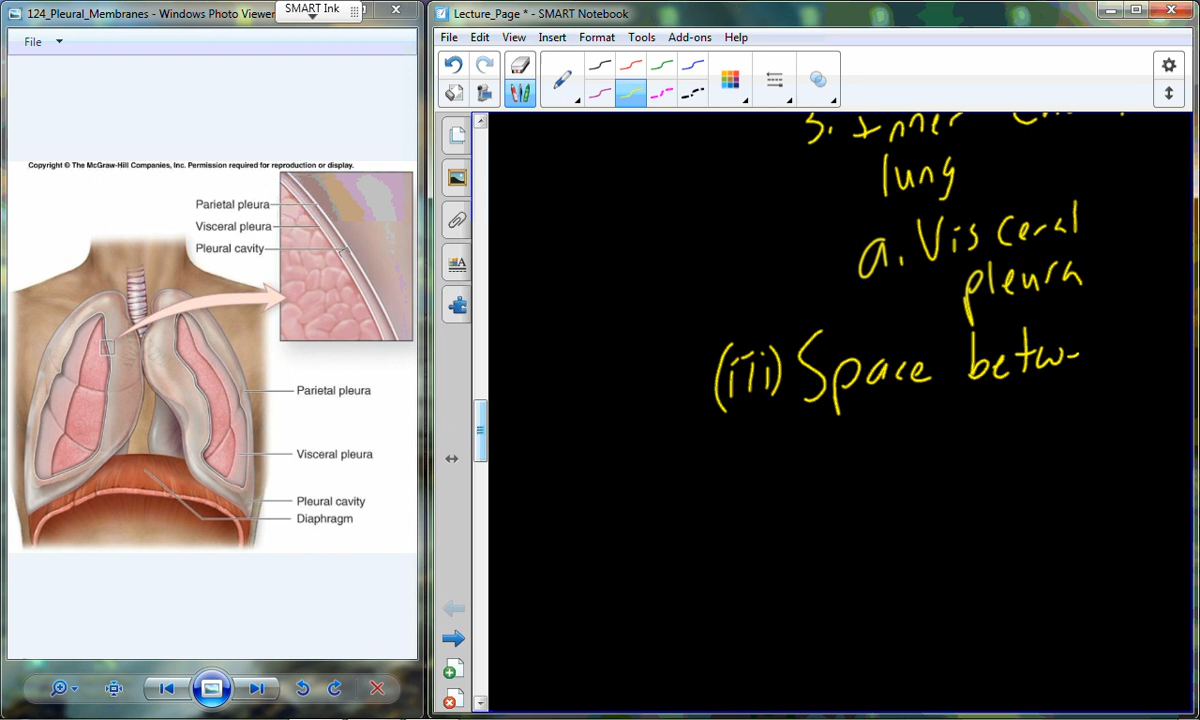 124_Pleural_Membranes - Windows Photo Viewer
SMART Ink
File
Copyright © The McGraw-Hill Companies, Inc. Permission required for reproduction or display.
Parietal pleura
Visceral pleura
Pleural cavity
Parietal pleura
Visceral pleura
Pleural cavity
Diaphragm
Lecture_Page * - SMART Notebook
File Edit View Insert Format Tools Add-ons Help
3. Inner
lung
a. Visceral
pleura
(iii) Space betw-